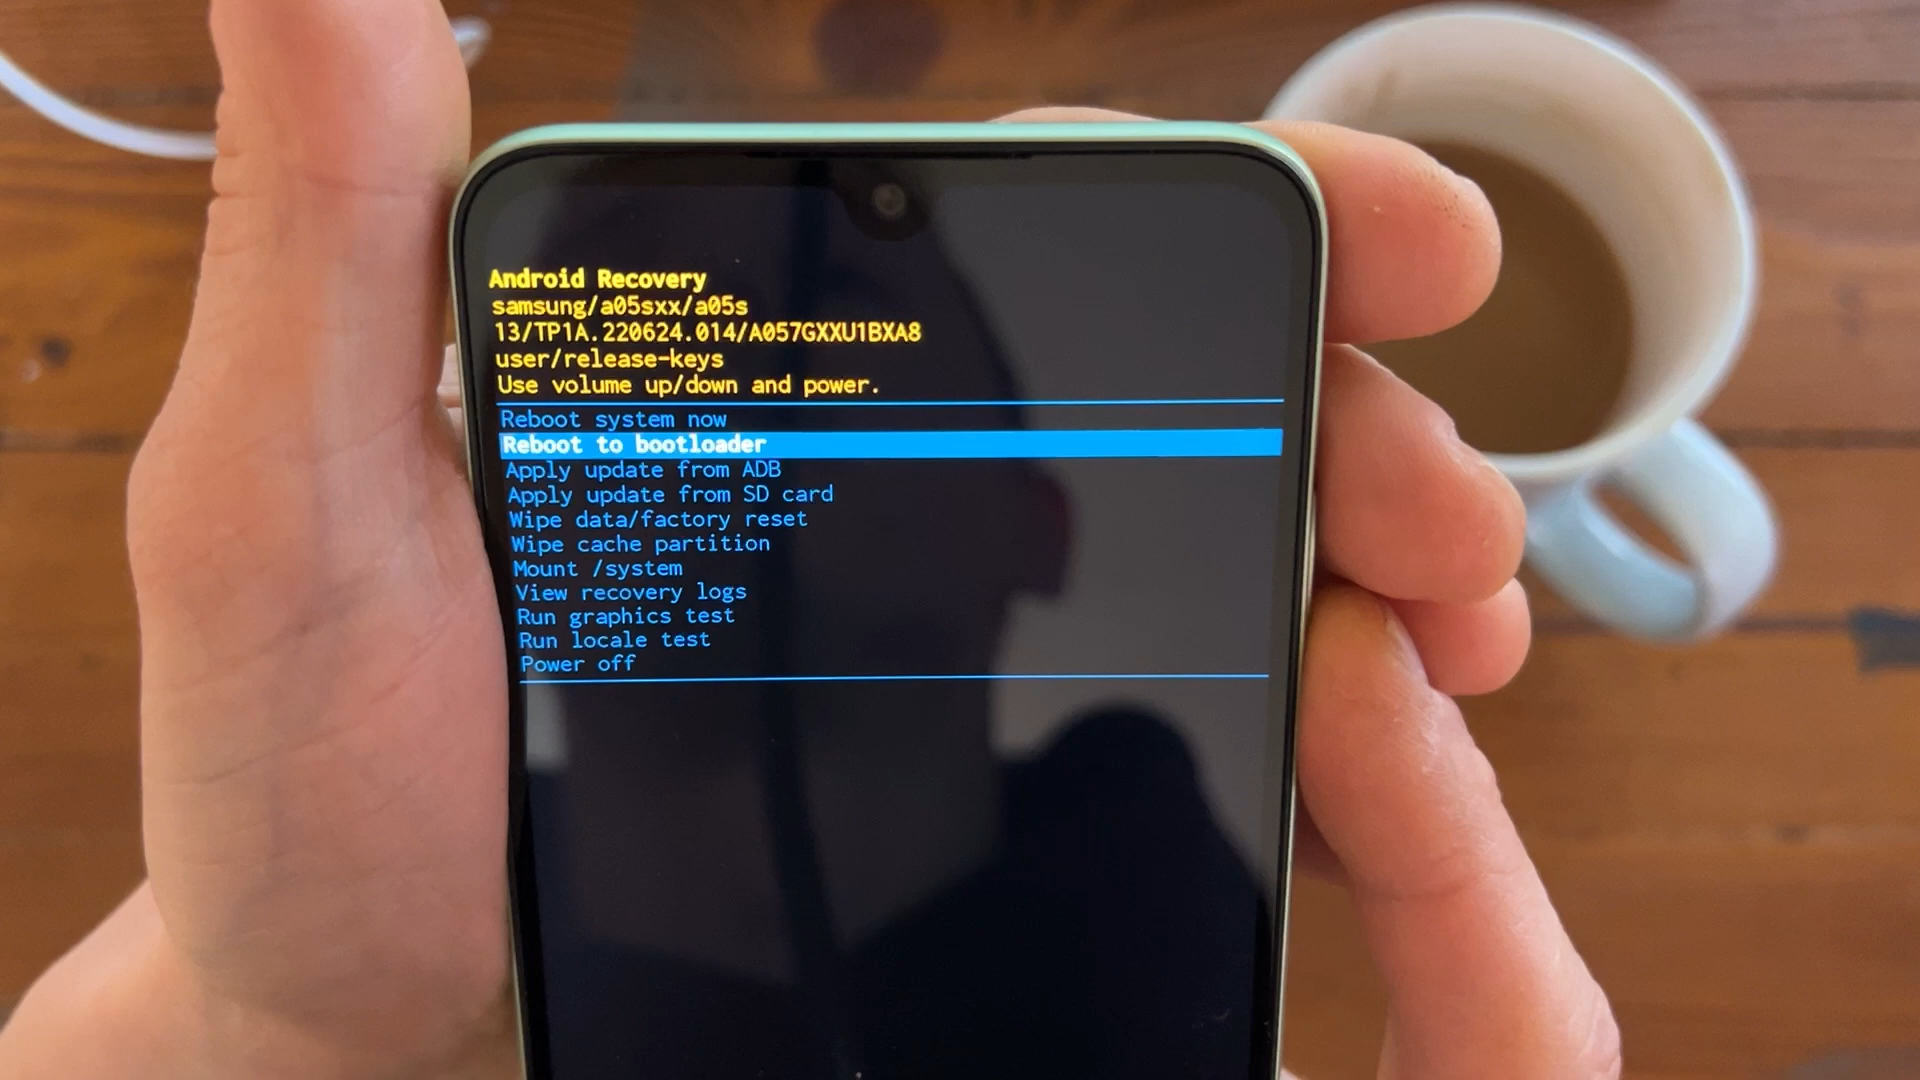 Android Recovery
samsung/a05sxx/a05s
13/TP1A.220624.014/A057GXXU1BXA8
user/release-keys
Use volume up/down and power.
Reboot system now
Reboot to bootloader
Apply update from ADB
Apply update from SD card
Wipe data/factory reset
Wipe cache partition
Mount /system
View recovery logs
Run graphics test
Run locale test
Power off